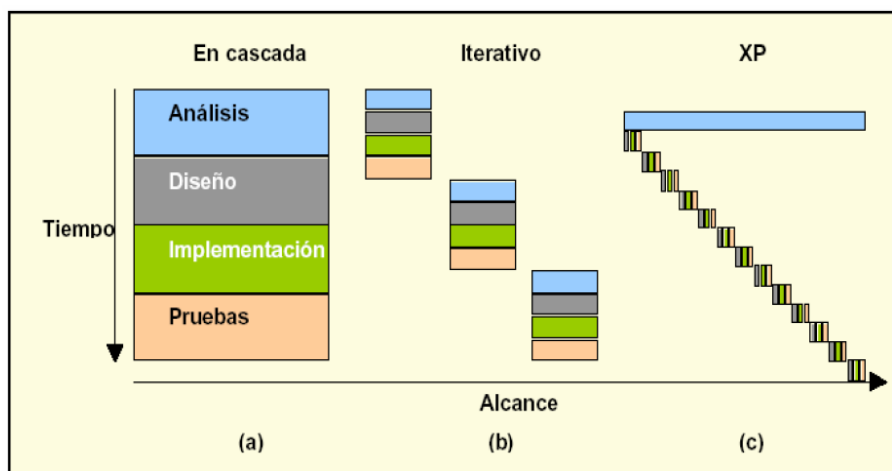 En cascada
Iterativo
XP
Análisis
Diseño
Tiempo
Implementación
Pruebas
Alcance
(a)
(b)
(c)